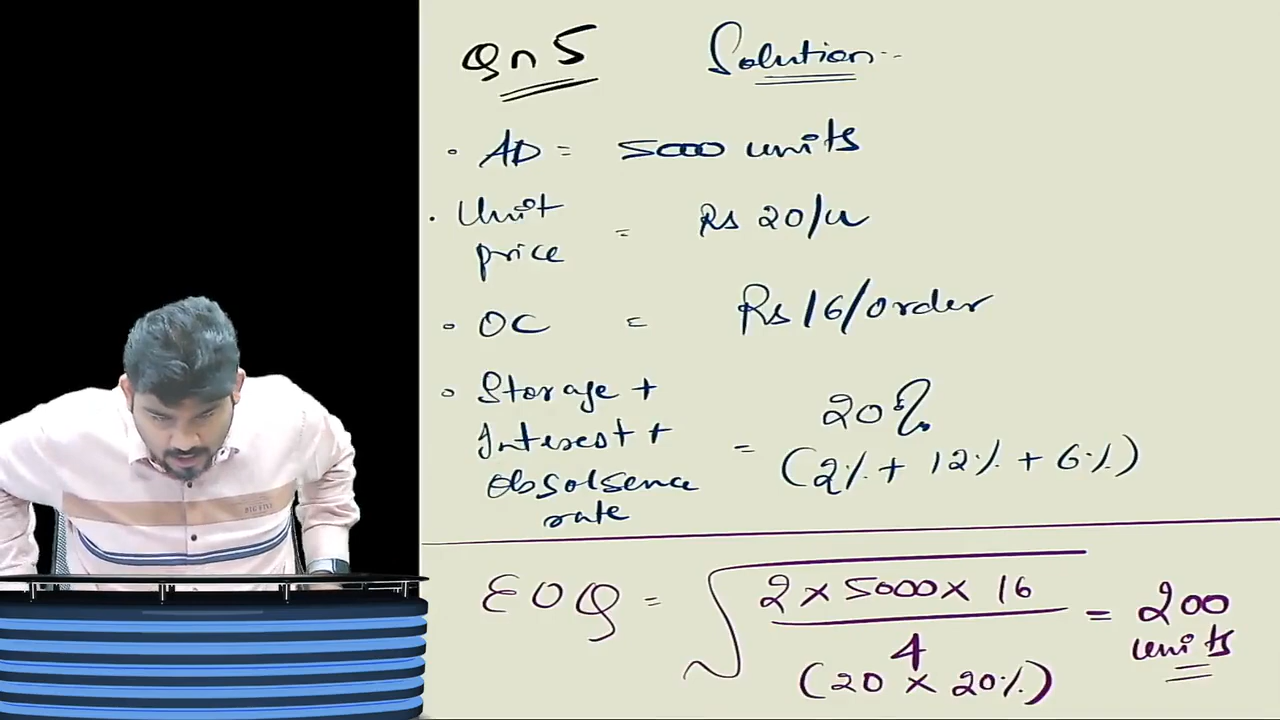 Qn 5 Solution:-
• AD = 5000 units
• Unit price = Rs 20/u
• OC = Rs 16/order
• Storage +
Interest +
Obsolsence
rate
= 20%
(2% + 12% + 6%)
EOQ = √ 2 x 5000 x 16 = 200
units
4
(20 x 20%)